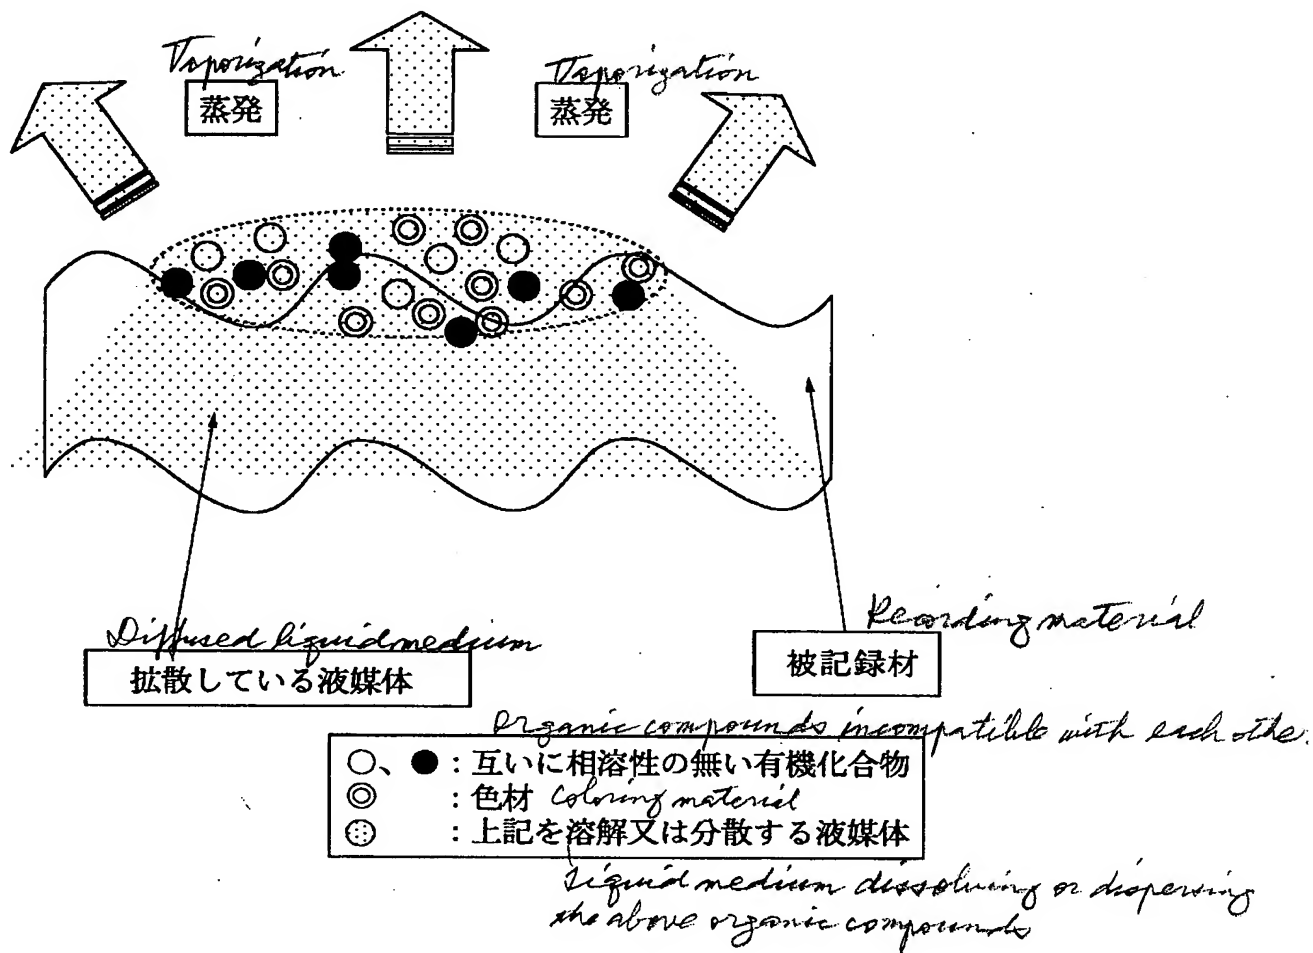 Vaporization
蒸発
Vaporization
蒸発
Diffused liquid medium
拡散している液媒体
Recording material
被記録材
Organic compounds incompatible with each othe.
○、●：互いに相溶性の無い有機化合物
◎：色材 Coloring material
：上記を溶解又は分散する液媒体
Liquid medium dissolving or dispersing
the above organic compounds